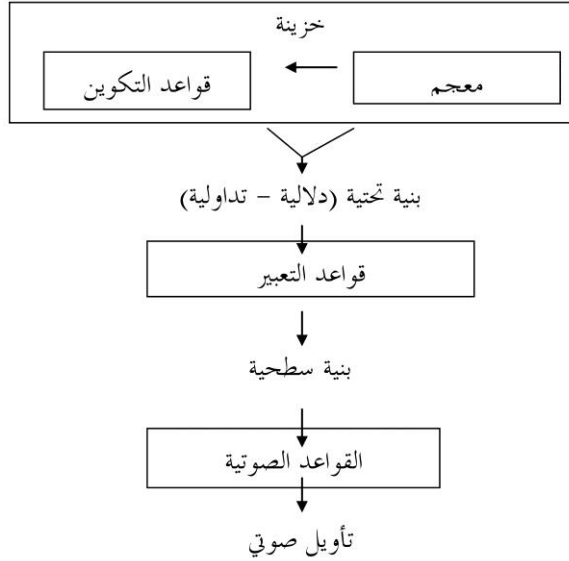 خزينة
معجم
قواعد التكوين
بنية تحتية (دلالية – تداولية)
قواعد التعبير
بنية سطحية
القواعد الصوتية
تأويل صوتي